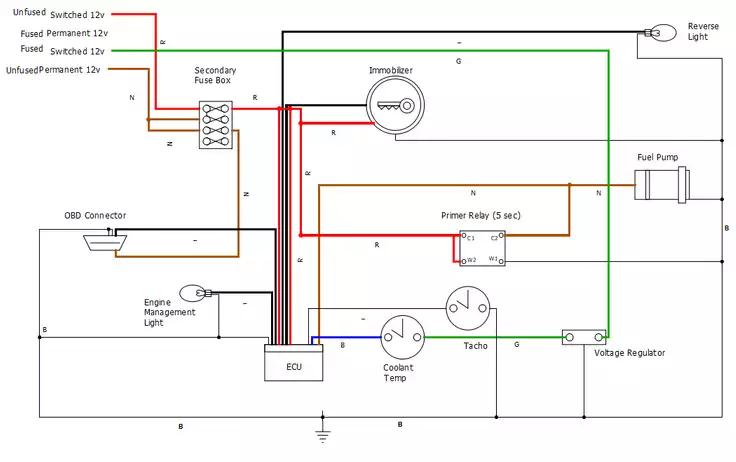 Unfused Switched 12v
Fused Permanent 12v
Fused Switched 12v
Unfused Permanent 12v
Reverse
Light
R
I
G
Secondary
Fuse Box
Immobilizer
N
R
R
N
Fuel Pump
R
N
N
N
OBD Connector
Primer Relay (5 sec)
B
I
C1
C2
R
R
W2
W1
Engine
Management
Light
I
I
B
B
Tacho
G
Voltage Regulator
ECU
Coolant
Temp
B
B